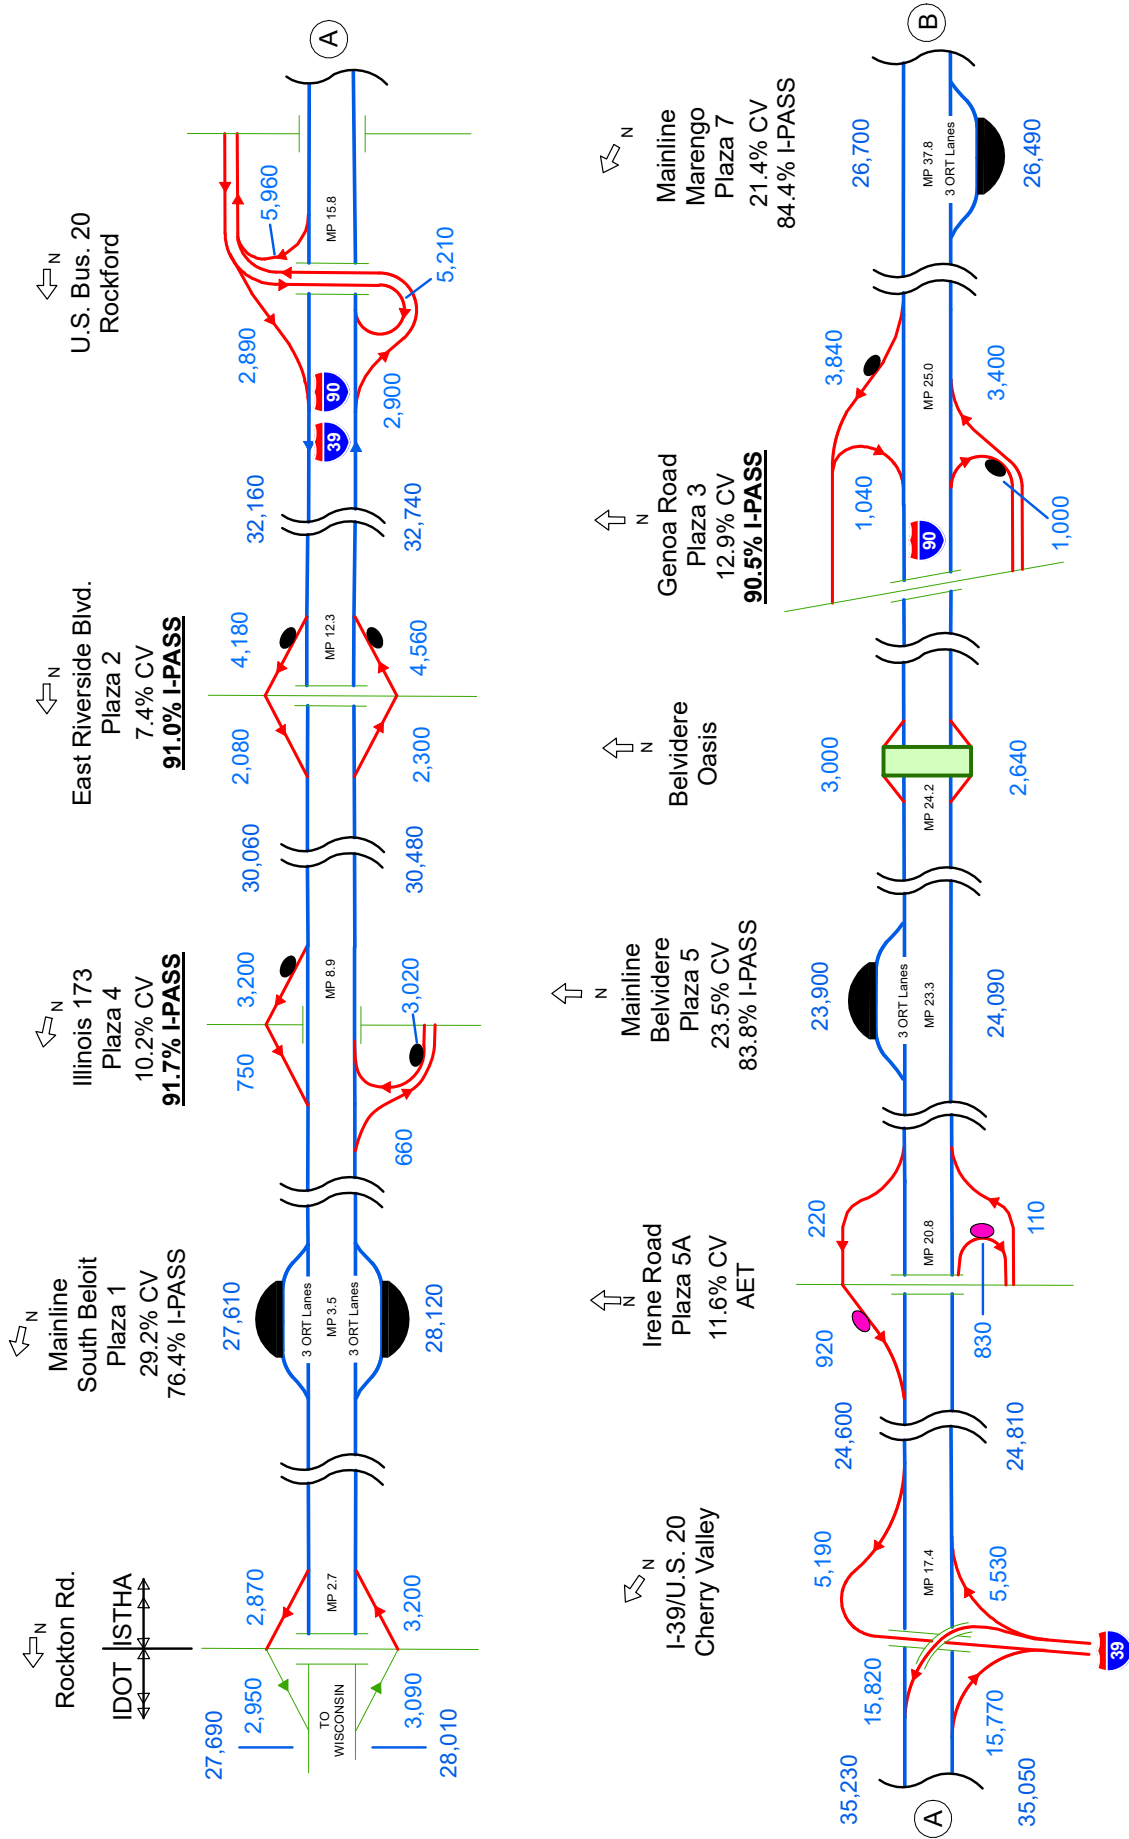 Rockton Rd.
N
IDOT
ISTHA
27,690
2,950
2,870
TO
WISCONSIN
MP 2.7
3,090
3,200
28,010
N
Mainline
South Beloit
Plaza 1
29.2% CV
76.4% I-PASS
27,610
3 ORT Lanes
MP 3.5
3 ORT Lanes
28,120
N
Illinois 173
Plaza 4
10.2% CV
91.7% I-PASS
750
3,200
MP 8.9
660
3,020
30,060
30,480
N
East Riverside Blvd.
Plaza 2
7.4% CV
91.0% I-PASS
2,080
4,180
MP 12.3
2,300
4,560
32,160
32,740
N
U.S. Bus. 20
Rockford
2,890
5,960
39
90
MP 15.8
2,900
5,210
A
35,230
A
35,050
N
I-39/U.S. 20
Cherry Valley
15,820
5,190
MP 17.4
15,770
5,530
39
24,600
24,810
N
Irene Road
Plaza 5A
11.6% CV
AET
920
220
MP 20.8
830
110
N
Mainline
Belvidere
Plaza 5
23.5% CV
83.8% I-PASS
23,900
3 ORT Lanes
MP 23.3
24,090
N
Belvidere
Oasis
3,000
MP 24.2
2,640
N
Genoa Road
Plaza 3
12.9% CV
90.5% I-PASS
1,040
3,840
90
MP 25.0
1,000
3,400
N
Mainline
Marengo
Plaza 7
21.4% CV
84.4% I-PASS
26,700
MP 37.8
3 ORT Lanes
26,490
B